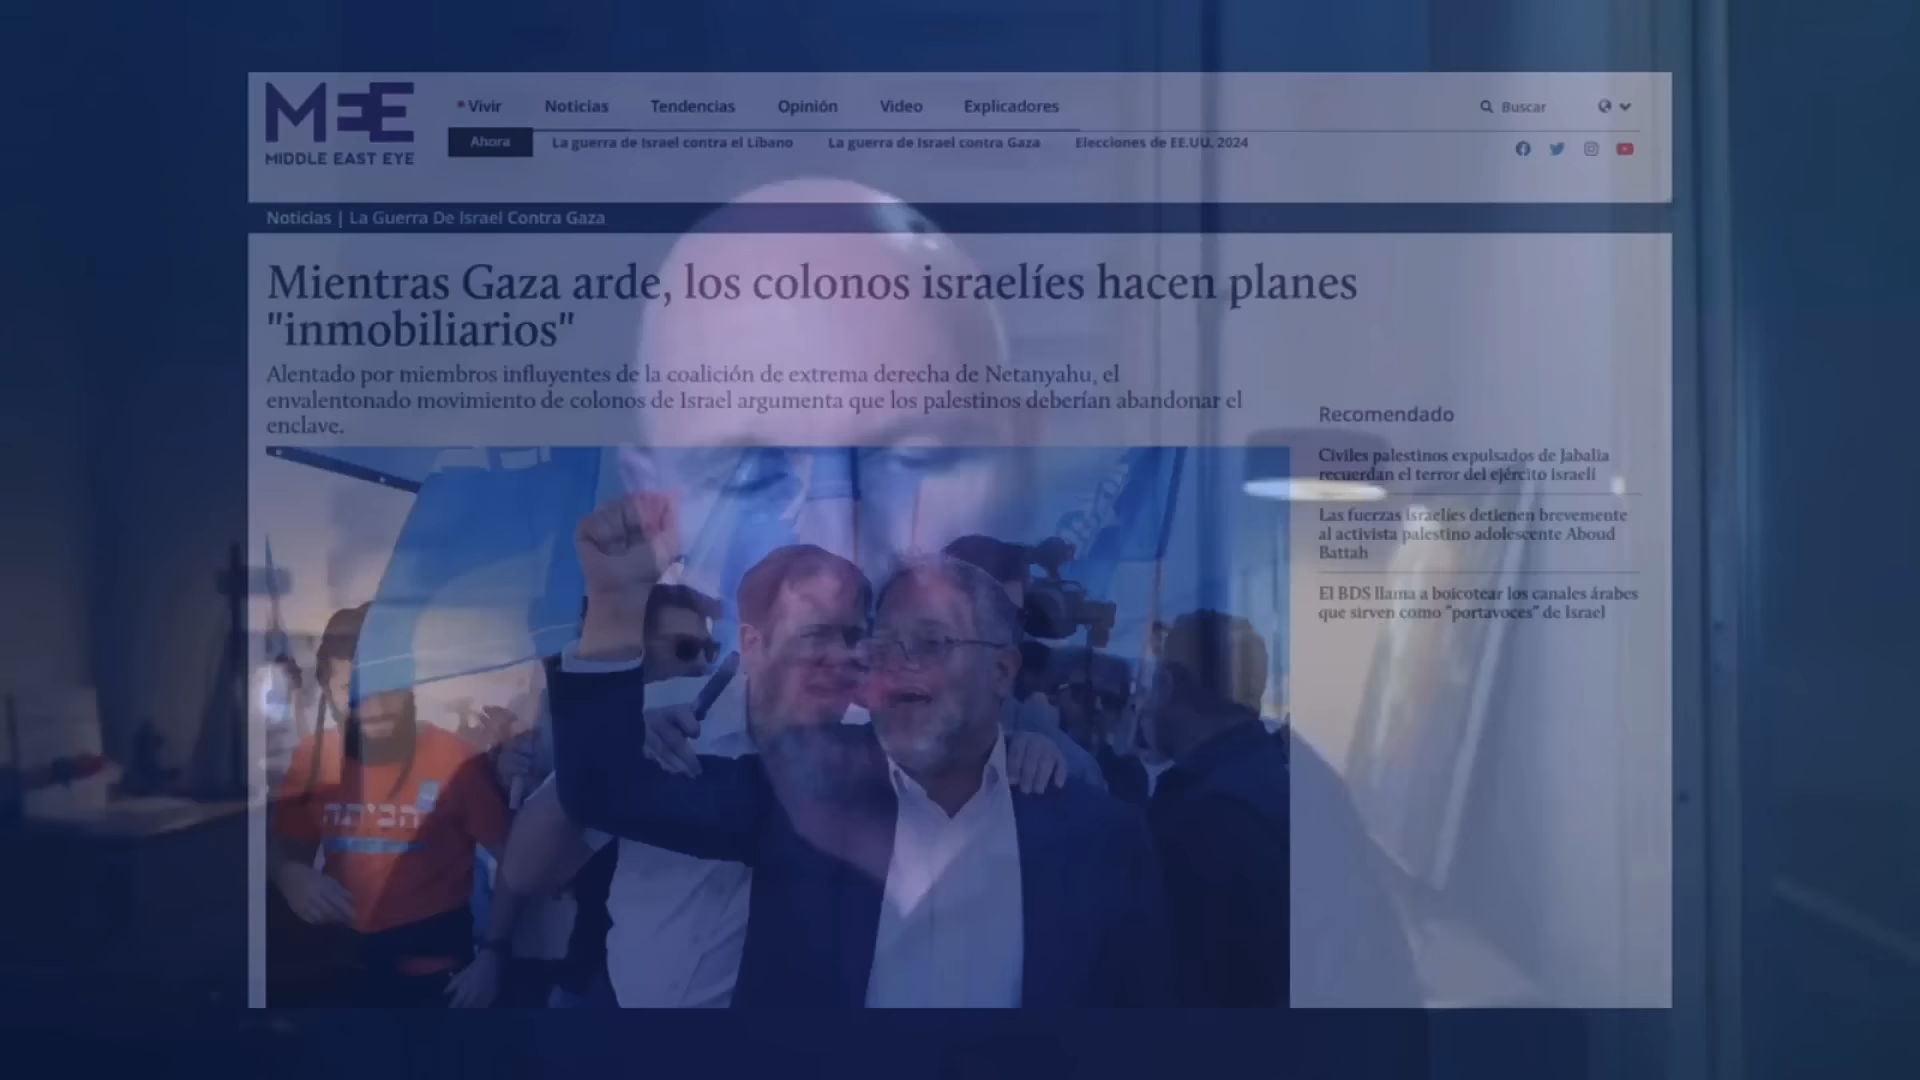 MEE
MIDDLE EAST EYE
Vivir
Noticias
Tendencias
Opinión
Video
Explicadores
Buscar
Ahora
La guerra de Israel contra el Líbano
La guerra de Israel contra Gaza
Elecciones de EE.UU. 2024
Noticias | La Guerra De Israel Contra Gaza
Mientras Gaza arde, los colonos israelíes hacen planes
"inmobiliarios"
Alentado por miembros influyentes de la coalición de extrema derecha de Netanyahu, el
envalentonado movimiento de colonos de Israel argumenta que los palestinos deberían abandonar el
enclave.
Recomendado
Civiles palestinos expulsados de Jabalia
recuerdan el terror del ejército israelí
Las fuerzas israelíes detienen brevemente
al activista palestino adolescente Aboud
Battah
El BDS llama a boicotear los canales árabes
que sirven como "portavoces" de Israel
הביתה